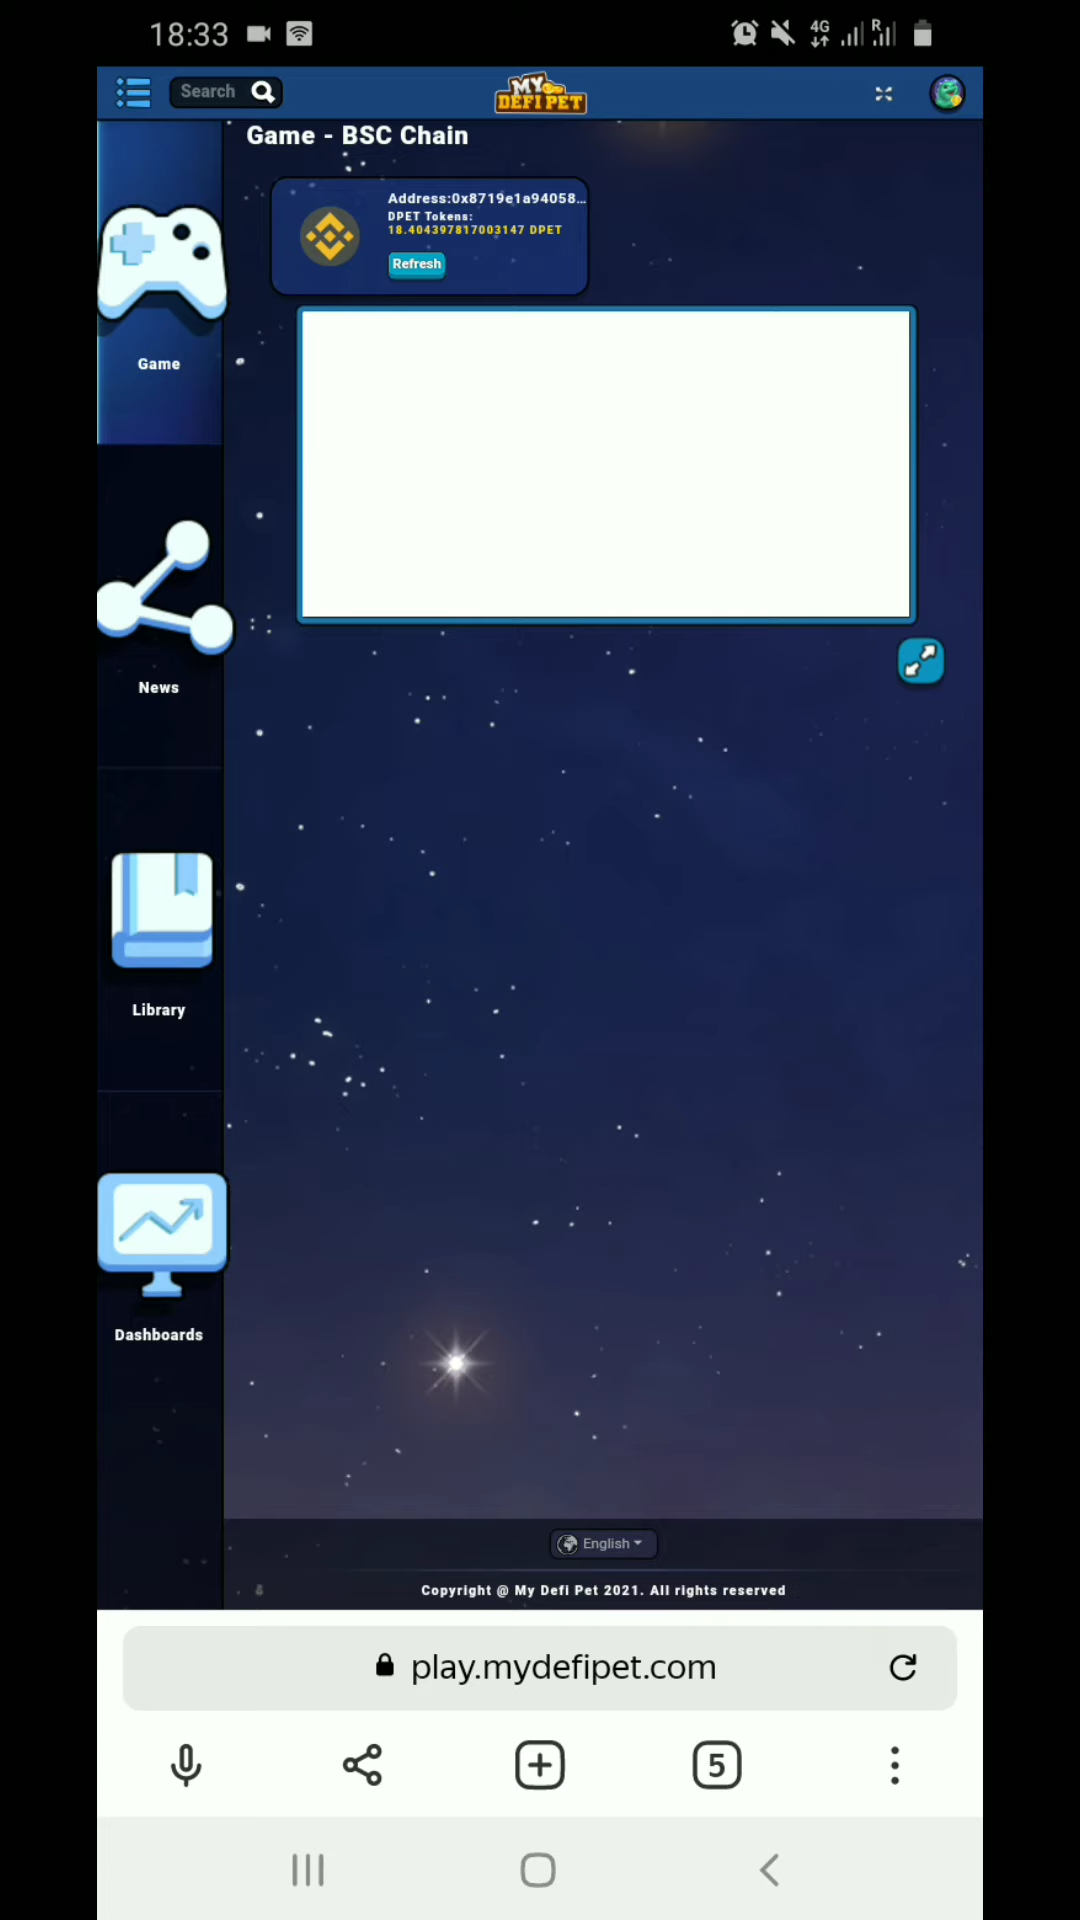 18:33
4G
R
Search
MY
DEFI PET
Game - BSC Chain
Address:0x8719e1a94058...
DPET Tokens:
18.404397817003147 DPET
Refresh
Game
News
Library
Dashboards
English
Copyright @ My Defi Pet 2021. All rights reserved
play.mydefipet.com
5